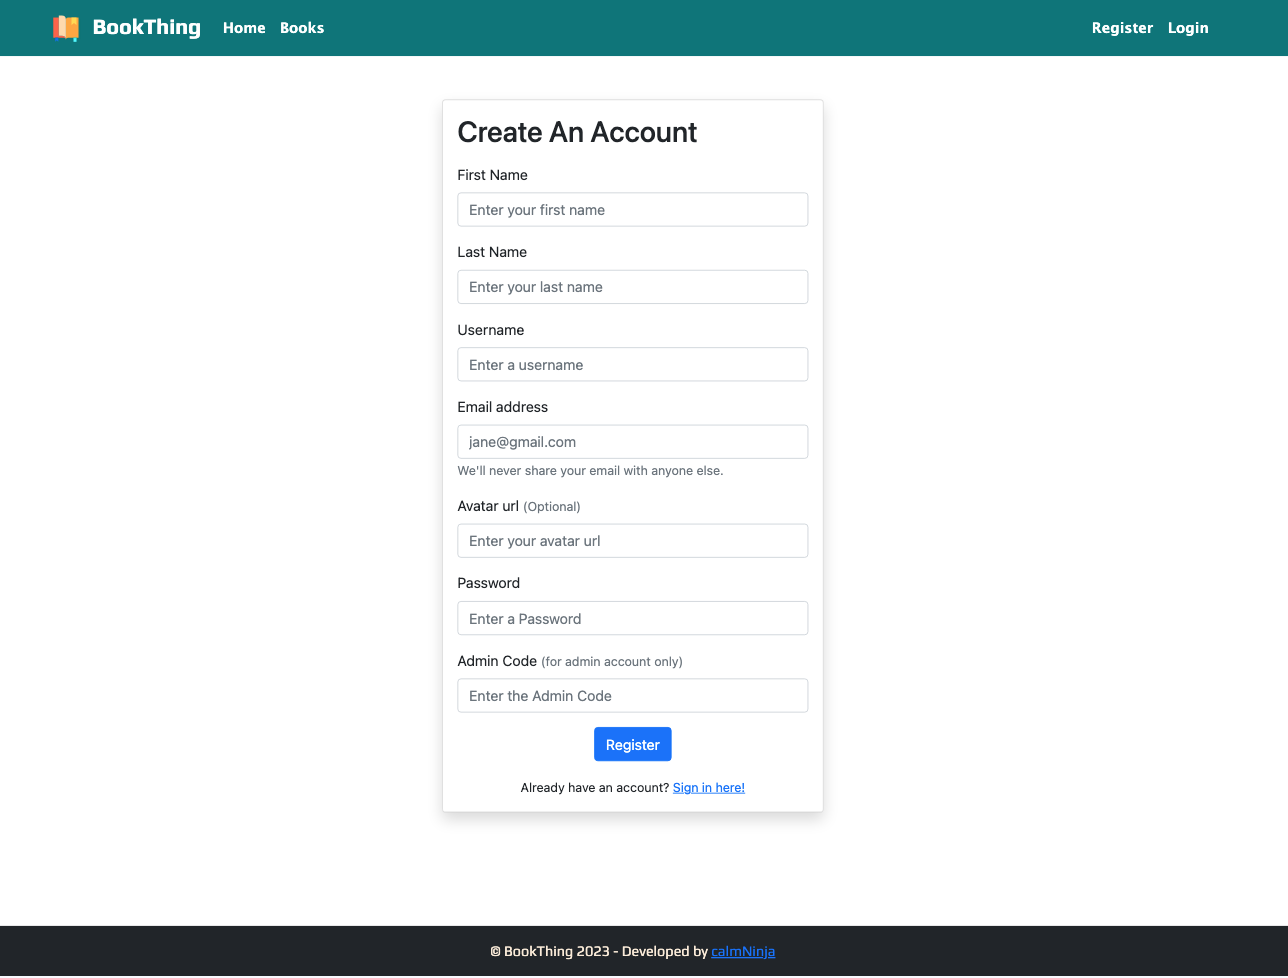 BookThing Home Books Register Login
Create An Account
First Name
Enter your first name
Last Name
Enter your last name
Username
Enter a username
Email address
jane@gmail.com
We'll never share your email with anyone else.
Avatar url (Optional)
Enter your avatar url
Password
Enter a Password
Admin Code (for admin account only)
Enter the Admin Code
Register
Already have an account? Sign in here!
© BookThing 2023 - Developed by calmNinja